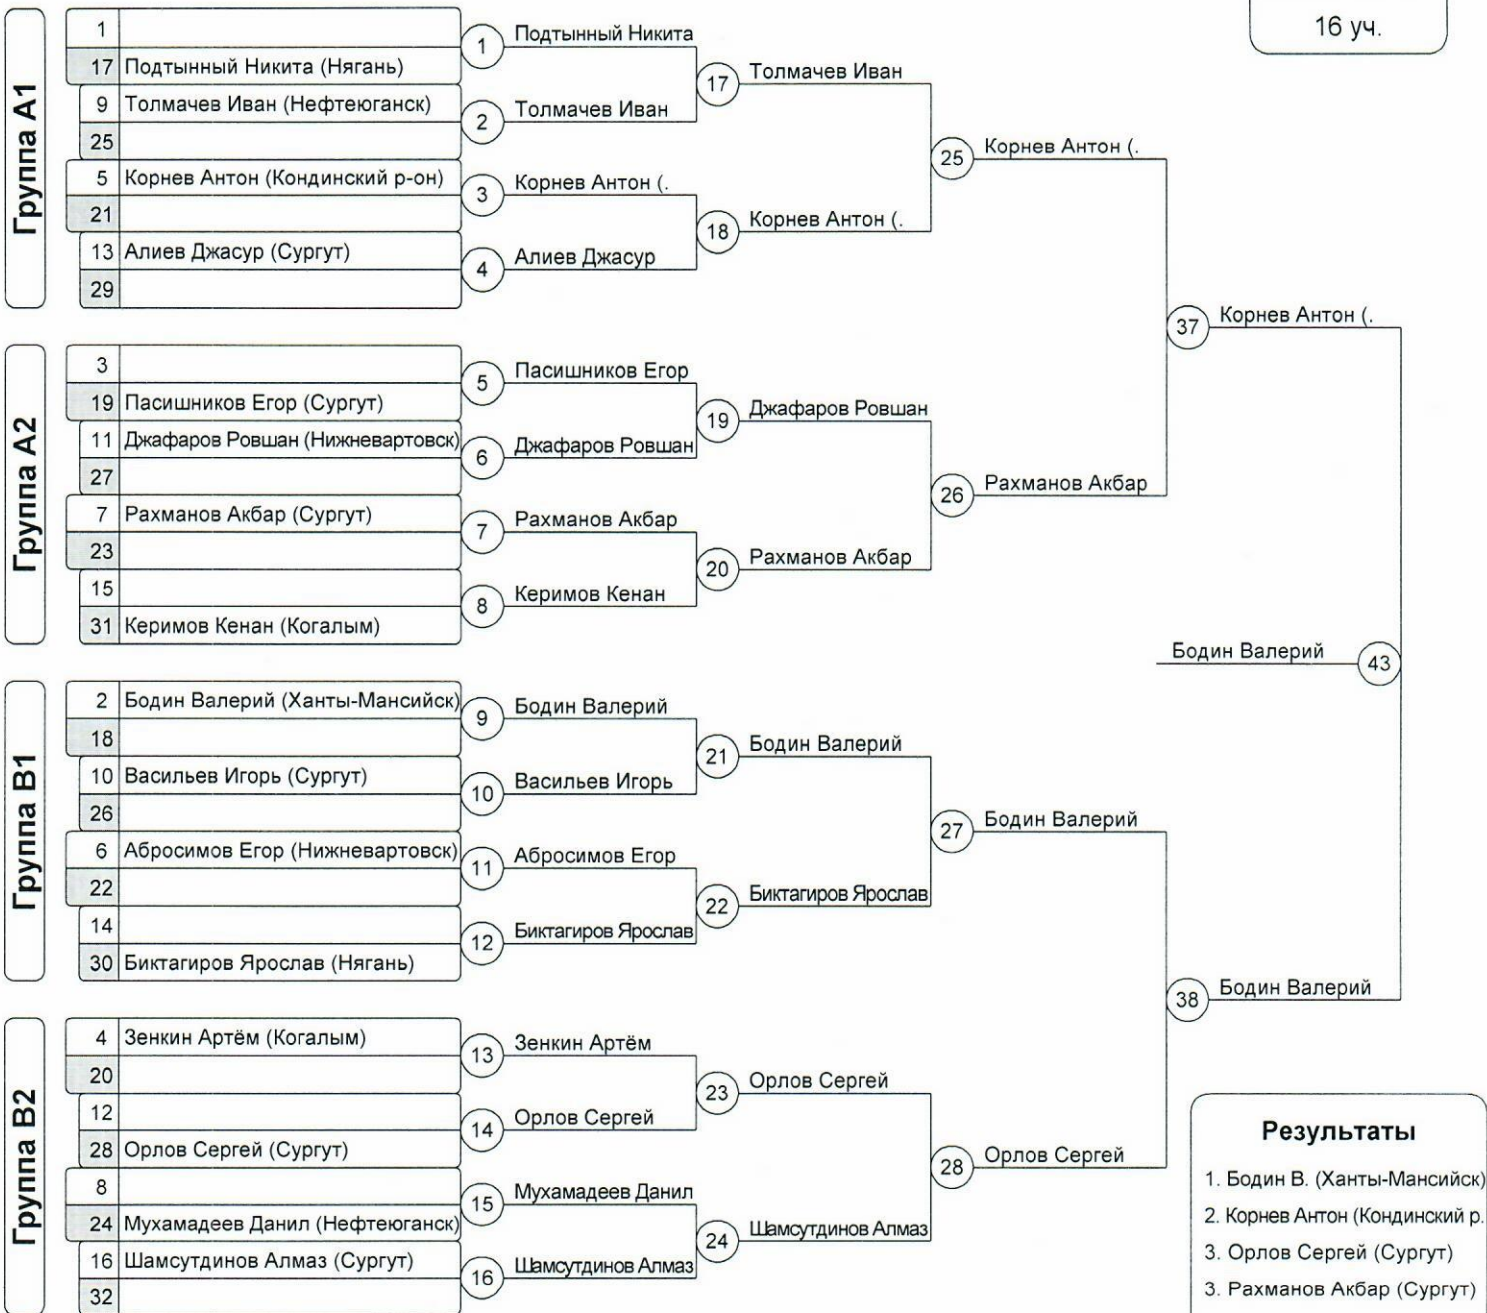 16 уч.
Группа А1
1
17 Подтынный Никита (Нягань)
9 Толмачев Иван (Нефтеюганск)
25
5 Корнев Антон (Кондинский р-он)
21
13 Алиев Джасур (Сургут)
29
1 Подтынный Никита
2 Толмачев Иван
3 Корнев Антон (.
4 Алиев Джасур
17 Толмачев Иван
18 Корнев Антон (.
25 Корнев Антон (.
Группа А2
3
19 Пасишников Егор (Сургут)
11 Джафаров Ровшан (Нижневартовск)
27
7 Рахманов Акбар (Сургут)
23
15
31 Керимов Кенан (Когалым)
5 Пасишников Егор
6 Джафаров Ровшан
7 Рахманов Акбар
8 Керимов Кенан
19 Джафаров Ровшан
20 Рахманов Акбар
26 Рахманов Акбар
37 Корнев Антон (.
Группа В1
2 Бодин Валерий (Ханты-Мансийск)
18
10 Васильев Игорь (Сургут)
26
6 Абросимов Егор (Нижневартовск)
22
14
30 Биктагиров Ярослав (Нягань)
9 Бодин Валерий
10 Васильев Игорь
11 Абросимов Егор
12 Биктагиров Ярослав
21 Бодин Валерий
22 Биктагиров Ярослав
27 Бодин Валерий
Группа В2
4 Зенкин Артём (Когалым)
20
12
28 Орлов Сергей (Сургут)
8
24 Мухамадеев Данил (Нефтеюганск)
16 Шамсутдинов Алмаз (Сургут)
32
13 Зенкин Артём
14 Орлов Сергей
15 Мухамадеев Данил
16 Шамсутдинов Алмаз
23 Орлов Сергей
24 Шамсутдинов Алмаз
28 Орлов Сергей
38 Бодин Валерий
Бодин Валерий 43
Результаты
1. Бодин В. (Ханты-Мансийск)
2. Корнев Антон (Кондинский р.
3. Орлов Сергей (Сургут)
3. Рахманов Акбар (Сургут)